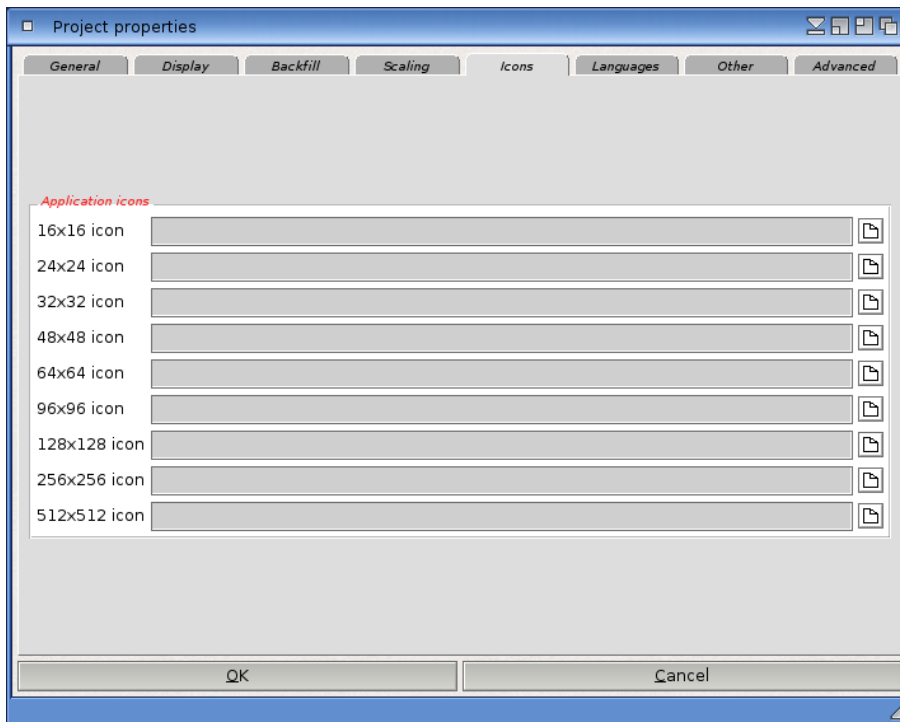 Project properties
General Display Backfill Scaling Icons Languages Other Advanced
Application icons
16x16 icon
24x24 icon
32x32 icon
48x48 icon
64x64 icon
96x96 icon
128x128 icon
256x256 icon
512x512 icon
OK Cancel